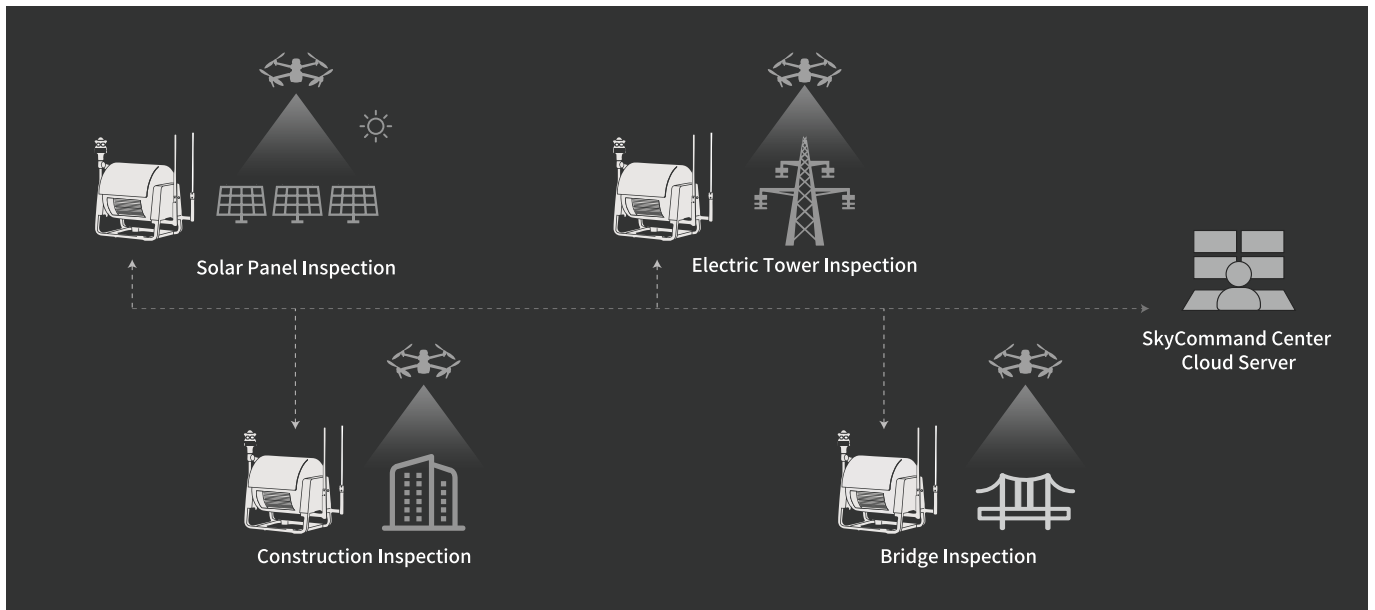 Solar Panel Inspection
Electric Tower Inspection
SkyCommand Center
Cloud Server
Construction Inspection
Bridge Inspection